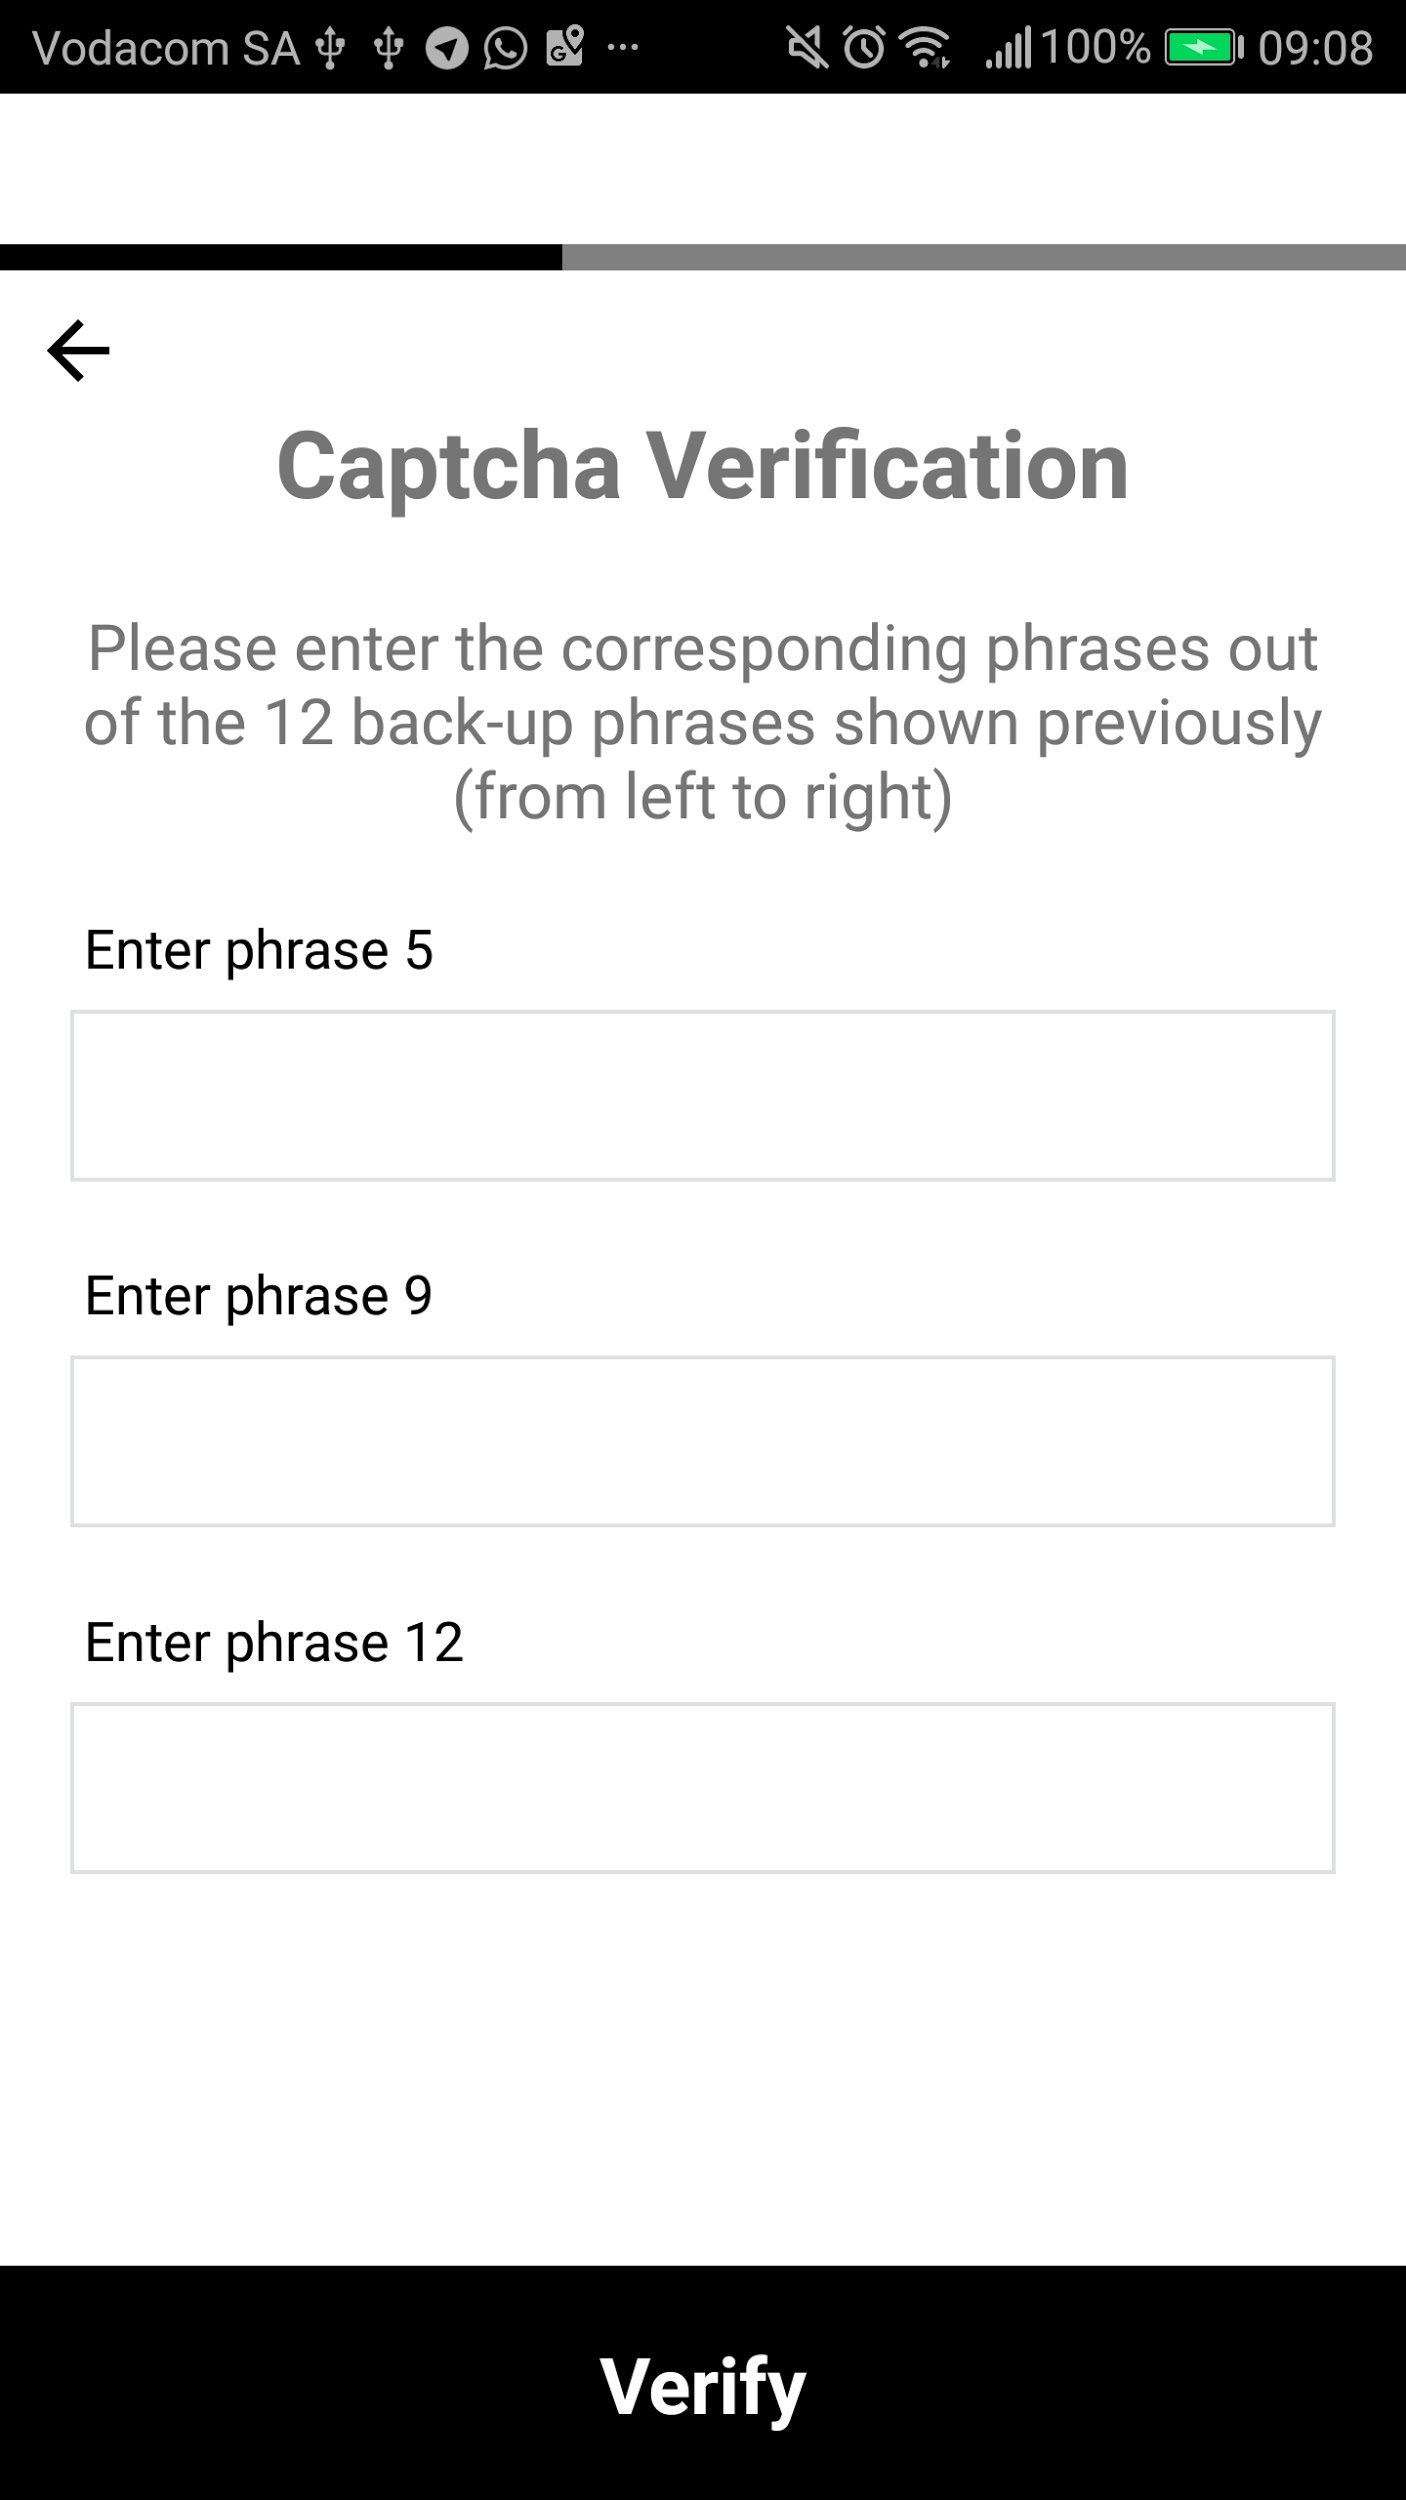 Vodacom SA ... 100% 09:08
Captcha Verification
Please enter the corresponding phrases out
of the 12 back-up phrases shown previously
(from left to right)
Enter phrase 5
Enter phrase 9
Enter phrase 12
Verify